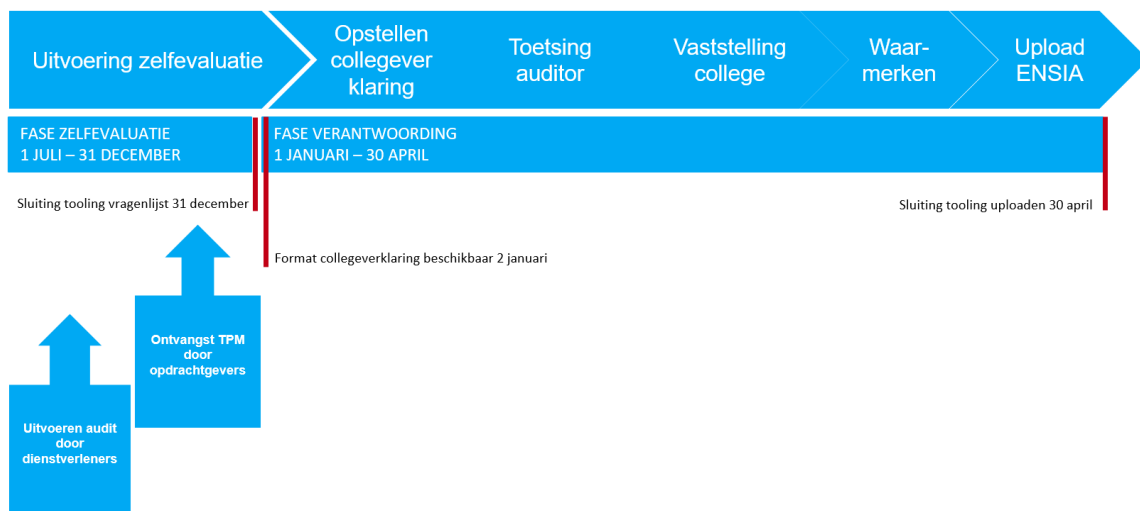 Uitvoering zelfevaluatie
Opstellen
collegever
klaring
Toetsing
auditor
Vaststelling
college
Waar-
merken
Upload
ENSIA
FASE ZELFEVALUATIE
1 JULI – 31 DECEMBER
FASE VERANTWOORDING
1 JANUARI – 30 APRIL
Sluiting tooling vragenlijst 31 december
Sluiting tooling uploaden 30 april
Format collegeverklaring beschikbaar 2 januari
Ontvangst TPM
door
opdrachtgevers
Uitvoeren audit
door
dienstverleners